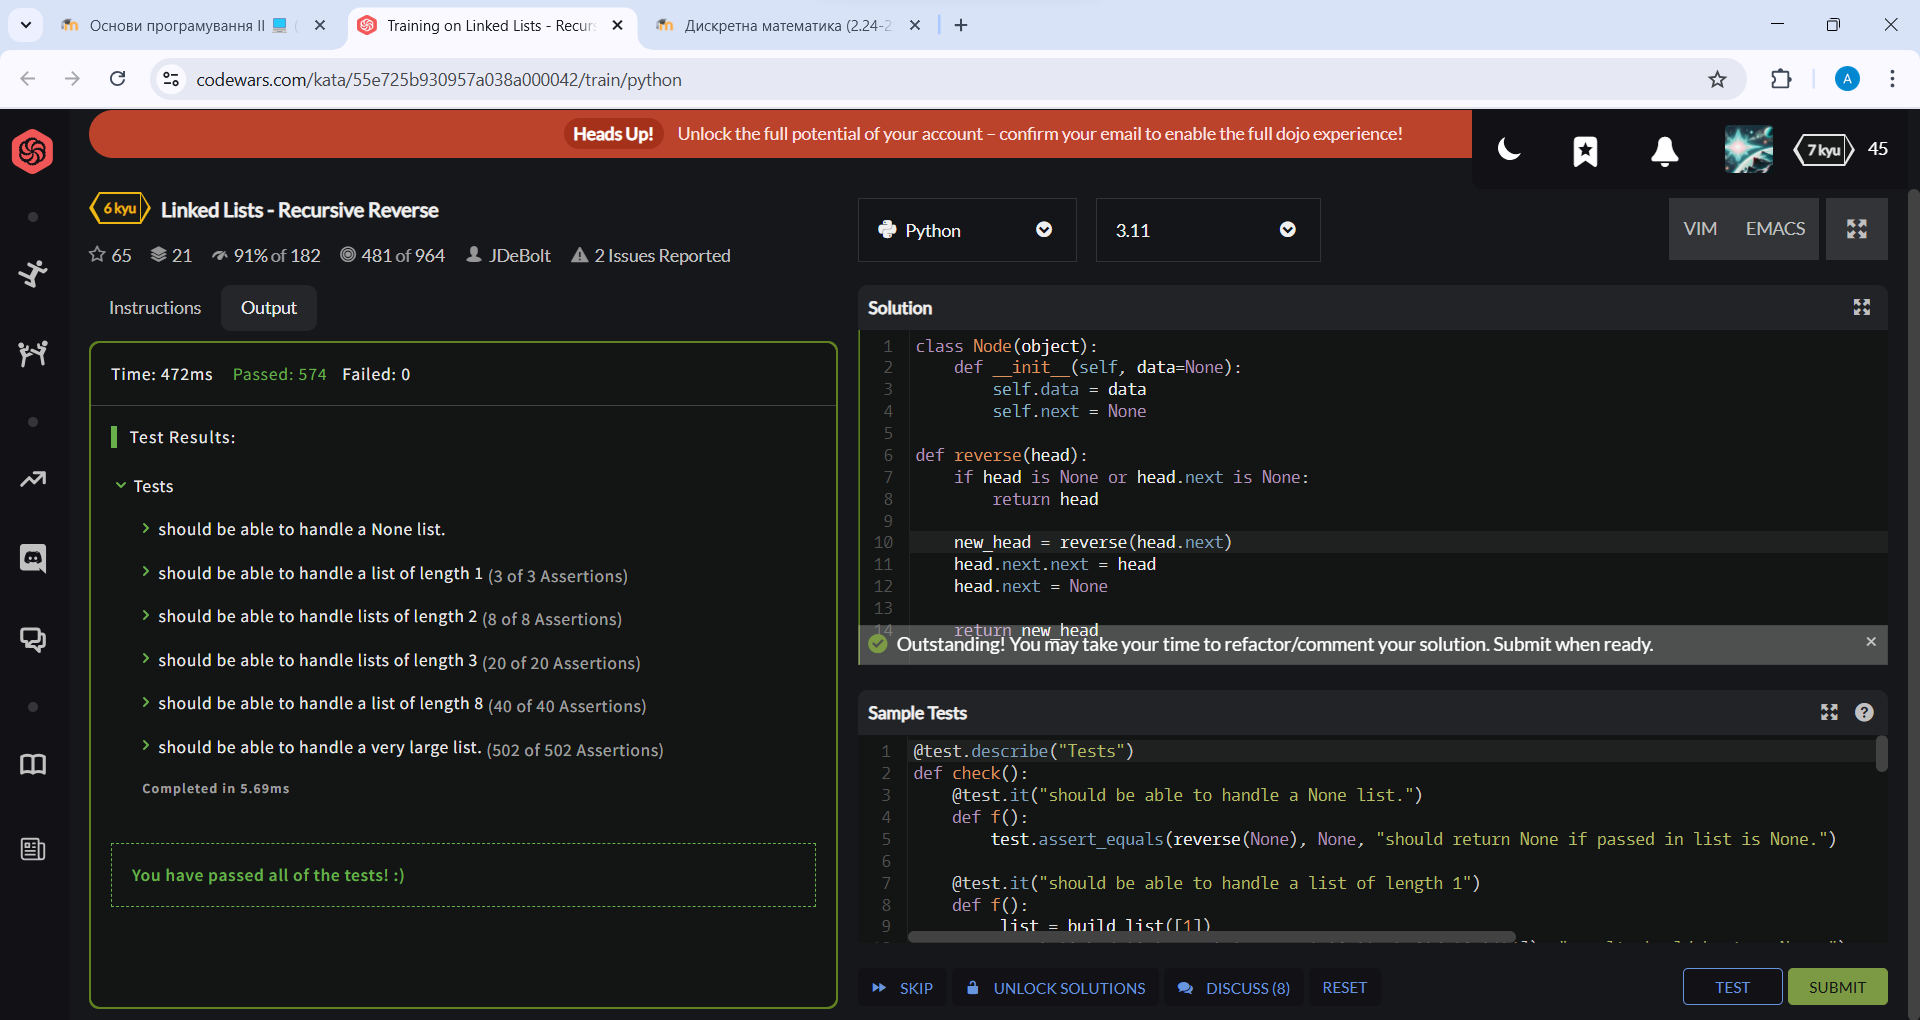 Основи програмування ІІ
Training on Linked Lists - Recurs
Дискретна математика (2.24-2
codewars.com/kata/55e725b930957a038a000042/train/python
A
Heads Up! Unlock the full potential of your account – confirm your email to enable the full dojo experience!
7 kyu 45
6 kyu Linked Lists - Recursive Reverse
65 21 91% of 182 481 of 964 JDeBolt 2 Issues Reported
Python
3.11
VIM EMACS
Instructions Output
Time: 472ms Passed: 574 Failed: 0
Test Results:
Tests
should be able to handle a None list.
should be able to handle a list of length 1 (3 of 3 Assertions)
should be able to handle lists of length 2 (8 of 8 Assertions)
should be able to handle lists of length 3 (20 of 20 Assertions)
should be able to handle a list of length 8 (40 of 40 Assertions)
should be able to handle a very large list. (502 of 502 Assertions)
Completed in 5.69ms
You have passed all of the tests! :)
Solution
1 class Node(object):
2 def __init__(self, data=None):
3 self.data = data
4 self.next = None
5
6 def reverse(head):
7 if head is None or head.next is None:
8 return head
9
10 new_head = reverse(head.next)
11 head.next.next = head
12 head.next = None
13
14 return new_head
Outstanding! You may take your time to refactor/comment your solution. Submit when ready.
Sample Tests
1 @test.describe("Tests")
2 def check():
3 @test.it("should be able to handle a None list.")
4 def f():
5 test.assert_equals(reverse(None), None, "should return None if passed in list is None.")
6
7 @test.it("should be able to handle a list of length 1")
8 def f():
9 list = build_list([1])
SKIP UNLOCK SOLUTIONS DISCUSS (8) RESET TEST SUBMIT